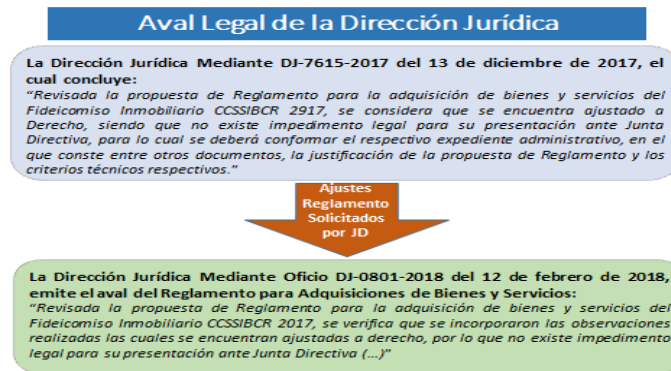 Aval Legal de la Dirección Jurídica
La Dirección Jurídica Mediante DJ-7615-2017 del 13 de diciembre de 2017, el
cual concluye:
“Revisada la propuesta de Reglamento para la adquisición de bienes y servicios del
Fideicomiso Inmobiliario CCSSIBCR 2917, se considera que se encuentra ajustado a
Derecho, siendo que no existe impedimento legal para su presentación ante Junta
Directiva, para lo cual se deberá conformar el respectivo expediente administrativo, en el
que conste entre otros documentos, la justificación de la propuesta de Reglamento y los
criterios técnicos respectivos.”
Ajustes
Reglamento
Solicitados
por JD
La Dirección Jurídica Mediante Oficio DJ-0801-2018 del 12 de febrero de 2018,
emite el aval del Reglamento para Adquisiciones de Bienes y Servicios:
“Revisada la propuesta de Reglamento para la adquisición de bienes y servicios del
Fideicomiso Inmobiliario CCSSIBCR 2017, se verifica que se incorporaron las observaciones
realizadas las cuales se encuentran ajustadas a derecho, por lo que no existe impedimento
legal para su presentación ante Junta Directiva (...)”